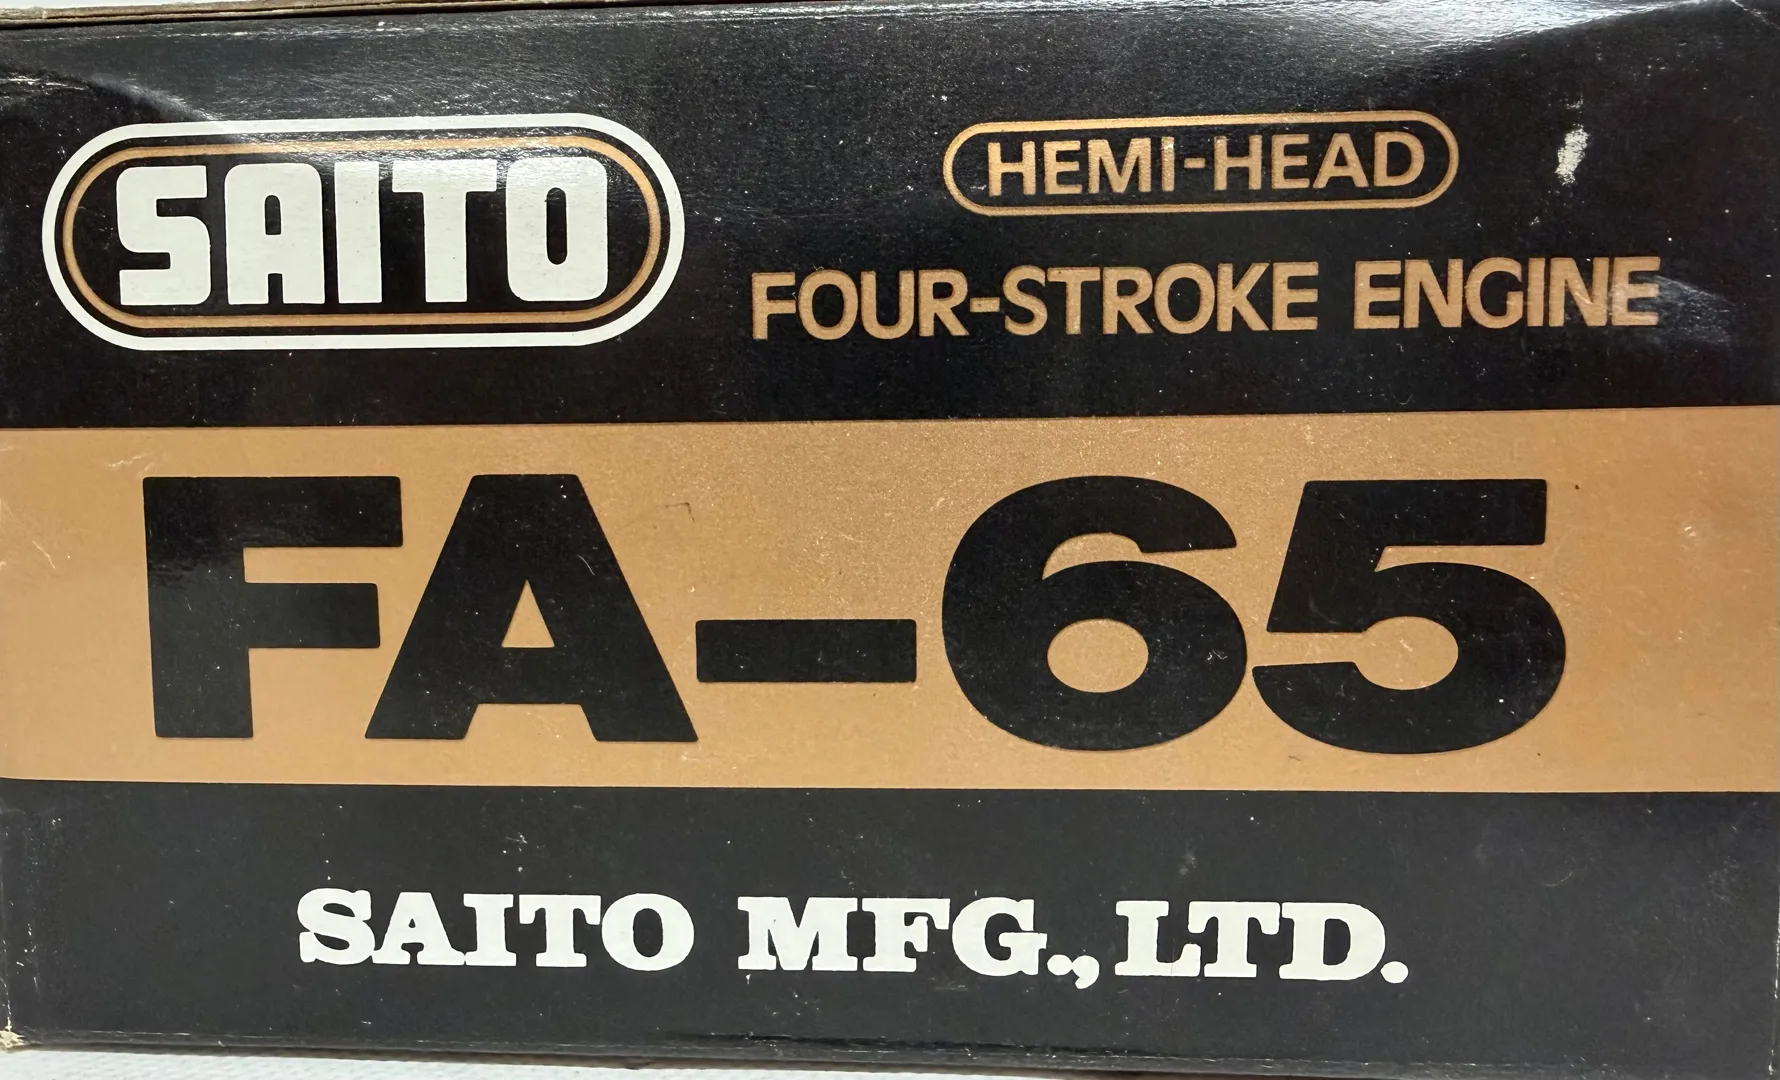 SAITO
HEMI-HEAD
FOUR-STROKE ENGINE
FA-65
SAITO MFG., LTD.